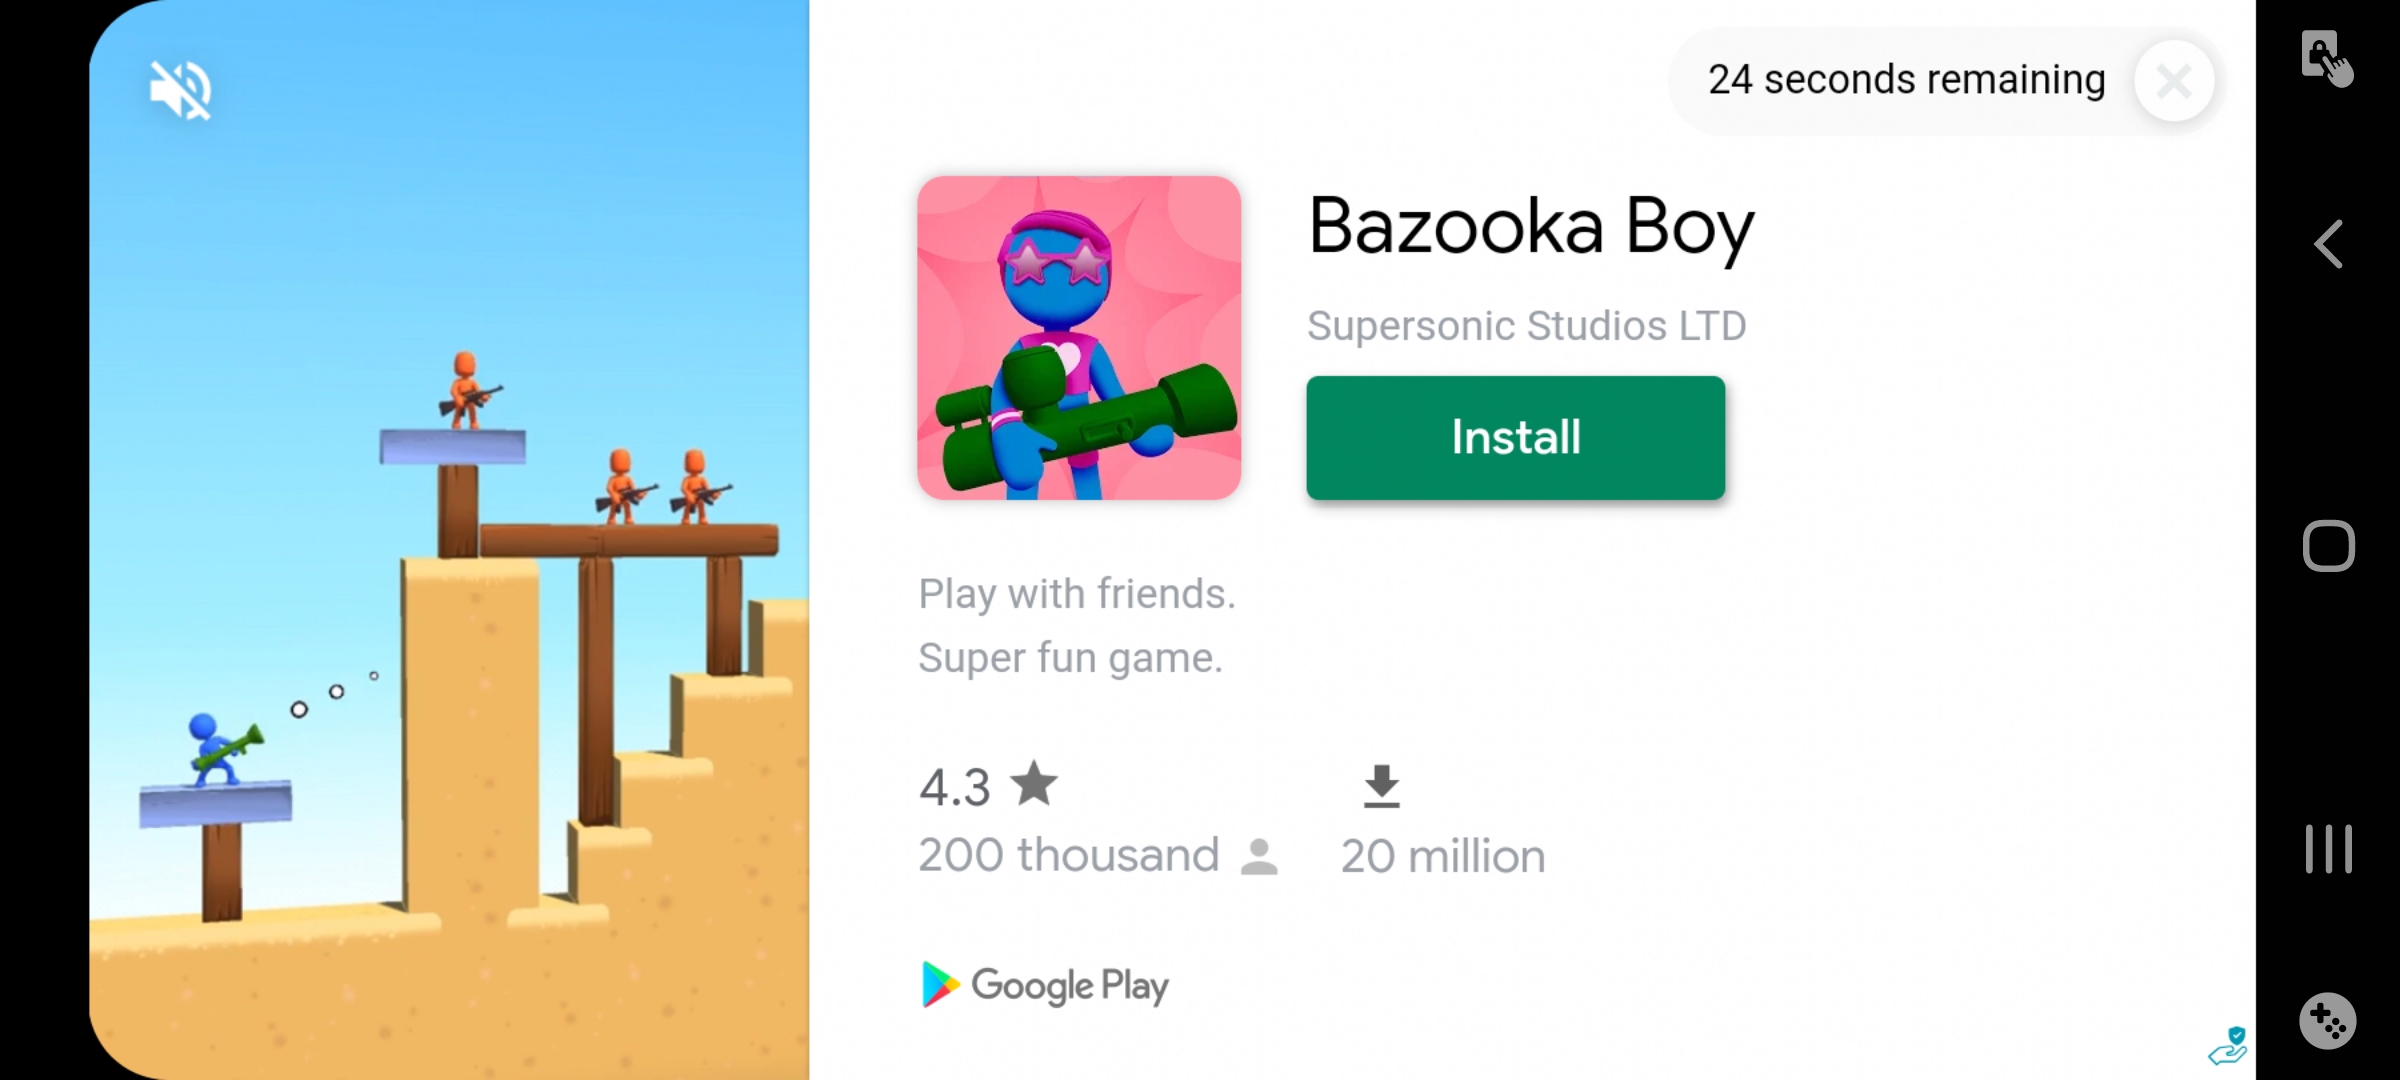 24 seconds remaining
Bazooka Boy
Supersonic Studios LTD
Install
Play with friends.
Super fun game.
4.3
200 thousand
20 million
Google Play